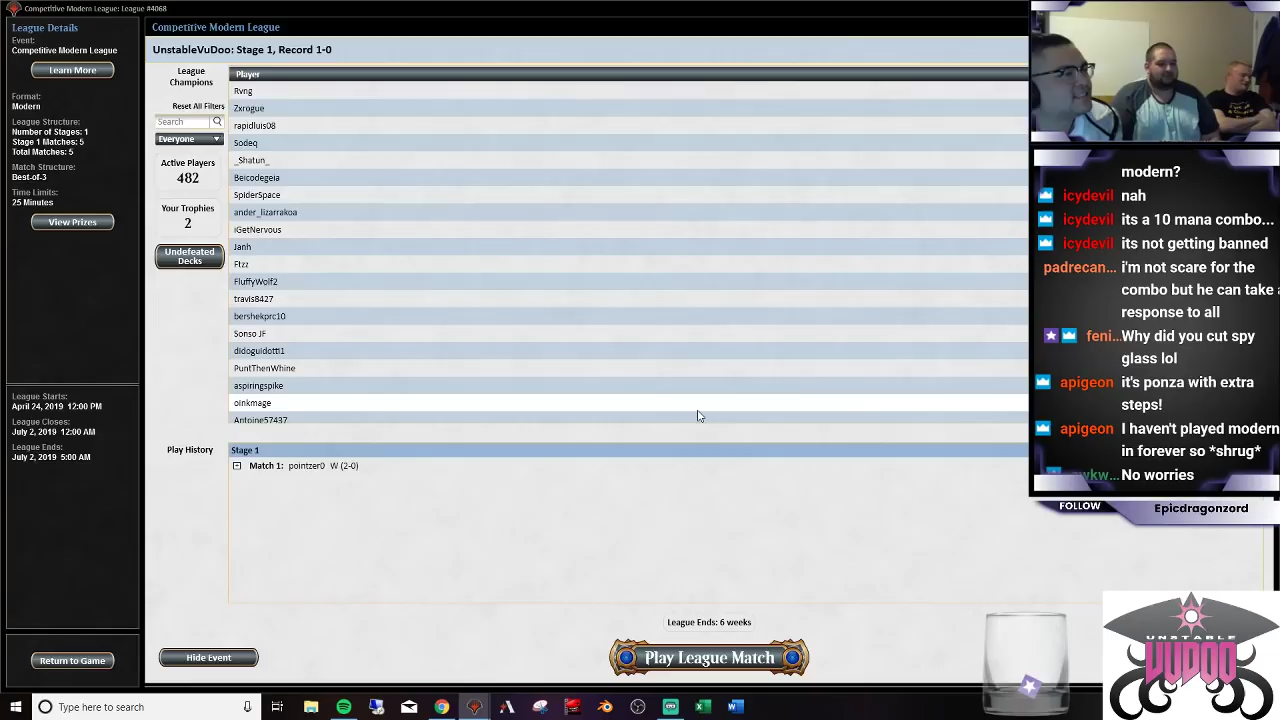 Competitive Modern League: League #4068
League Details
Event:
Competitive Modern League
Learn More
Format:
Modern
League Structure:
Number of Stages: 1
Stage 1 Matches: 5
Total Matches: 5
Match Structure:
Best-of-3
Time Limits:
25 Minutes
View Prizes
League Starts:
April 24, 2019 12:00 PM
League Closes:
July 2, 2019 12:00 AM
League Ends:
July 2, 2019 5:00 AM
Return to Game
Competitive Modern League
UnstableVuDoo: Stage 1, Record 1-0
League
Champions
Reset All Filters
Search
Everyone
Active Players
482
Your Trophies
2
Undefeated
Decks
Player
Rvng
Zxrogue
rapidluis08
Sodeq
_Shatun_
Beicodegeia
SpiderSpace
ander_lizarrakoa
iGetNervous
Janh
Ftzz
FluffyWolf2
travis8427
bershekprc10
Sonso JF
didoguidotti1
PuntThenWhine
aspiringspike
oinkmage
Antoine57437
Play History
Stage 1
Match 1: pointzer0 W (2-0)
League Ends: 6 weeks
Hide Event
Play League Match
modern?
icydevil nah
icydevil its a 10 mana combo...
icydevil its not getting banned
padrecan... i'm not scare for the
combo but he can take a
response to all
feni... Why did you cut spy
glass lol
apigeon it's ponza with extra
steps!
apigeon I haven't played modern
in forever so *shrug*
No worries
FOLLOW Epicdragonzord
UNSTABLE
VUDOO
Type here to search